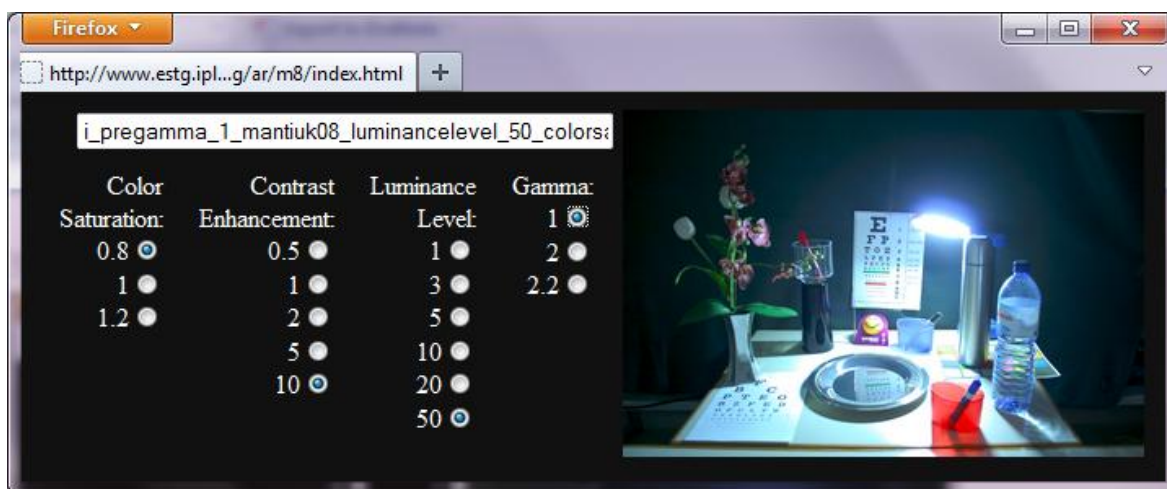 Firefox
http://www.estg.ipl...g/ar/m8/index.html
i_pregamma_1_mantiuk08_luminancelevel_50_colorsa
Color Saturation:
0.8
1
1.2
Contrast Enhancement:
0.5
1
2
5
10
Luminance Level:
1
3
5
10
20
50
Gamma:
1
2
2.2
E
F P
T O Z